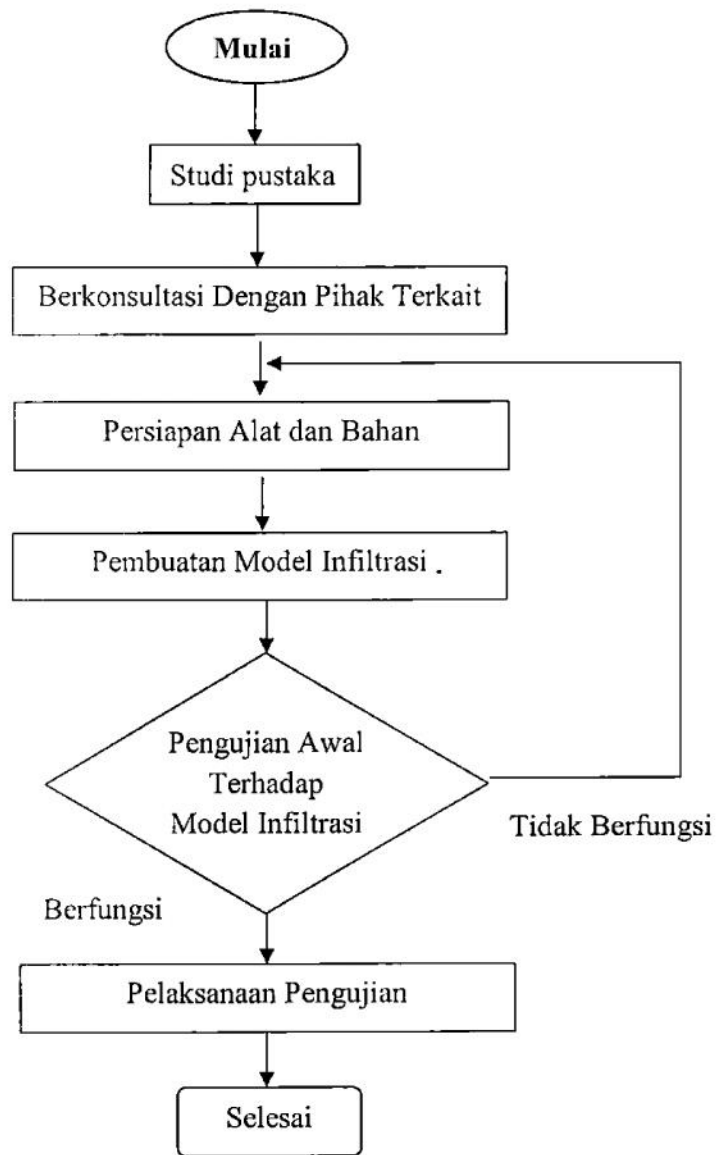 Mulai
Studi pustaka
Berkonsultasi Dengan Pihak Terkait
Persiapan Alat dan Bahan
Pembuatan Model Infiltrasi .
Pengujian Awal
Terhadap
Model Infiltrasi
Tidak Berfungsi
Berfungsi
Pelaksanaan Pengujian
Selesai